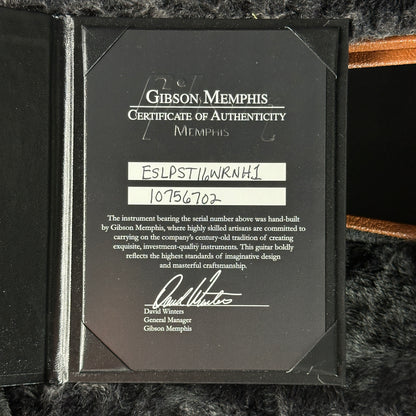 GIBSON MEMPHIS
CERTIFICATE OF AUTHENTICITY
MEMPHIS
ESLPST16WRNH1
10756702
The instrument bearing the serial number above was hand-built
by Gibson Memphis, where highly skilled artisans are committed to
carrying on the company's century-old tradition of creating
exquisite, investment-quality instruments. This guitar boldly
reflects the highest standards of imaginative design
and masterful craftsmanship.
David Winters
David Winters
General Manager
Gibson Memphis